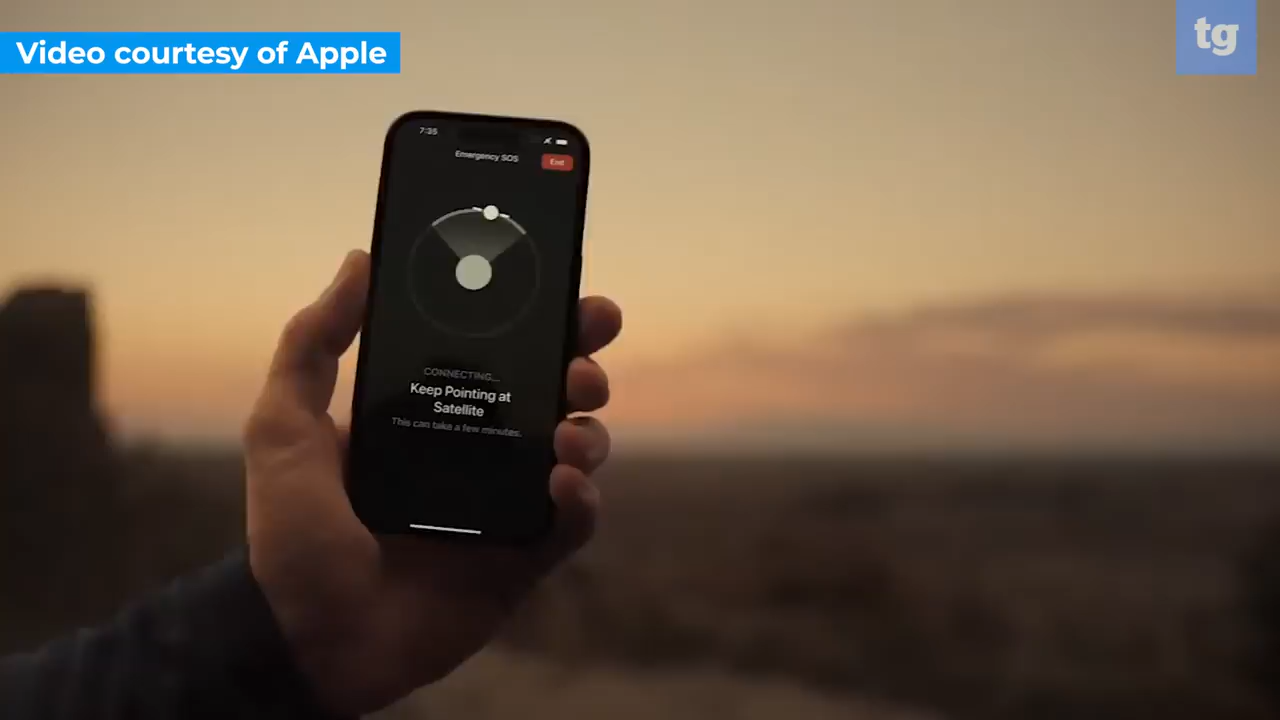 Video courtesy of Apple
tg
7:35
Emergency SOS
End
CONNECTING...
Keep Pointing at
Satellite
This can take a few minutes.